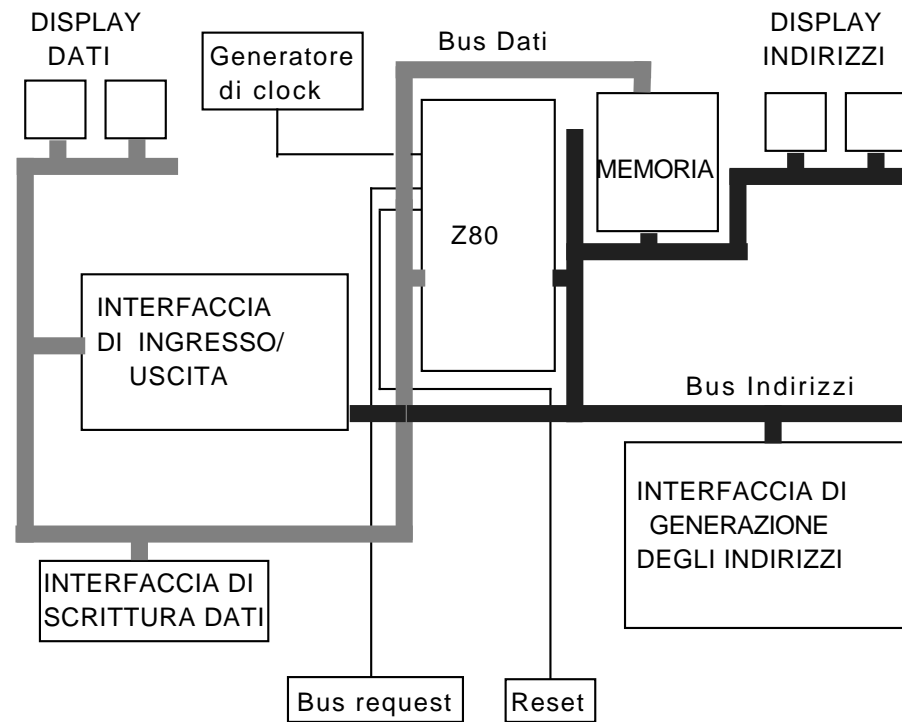 DISPLAY
DATI
Generatore
di clock
Bus Dati
DISPLAY
INDIRIZZI
MEMORIA
Z80
INTERFACCIA
DI INGRESSO/
USCITA
Bus Indirizzi
INTERFACCIA DI
GENERAZIONE
DEGLI INDIRIZZI
INTERFACCIA DI
SCRITTURA DATI
Bus request
Reset